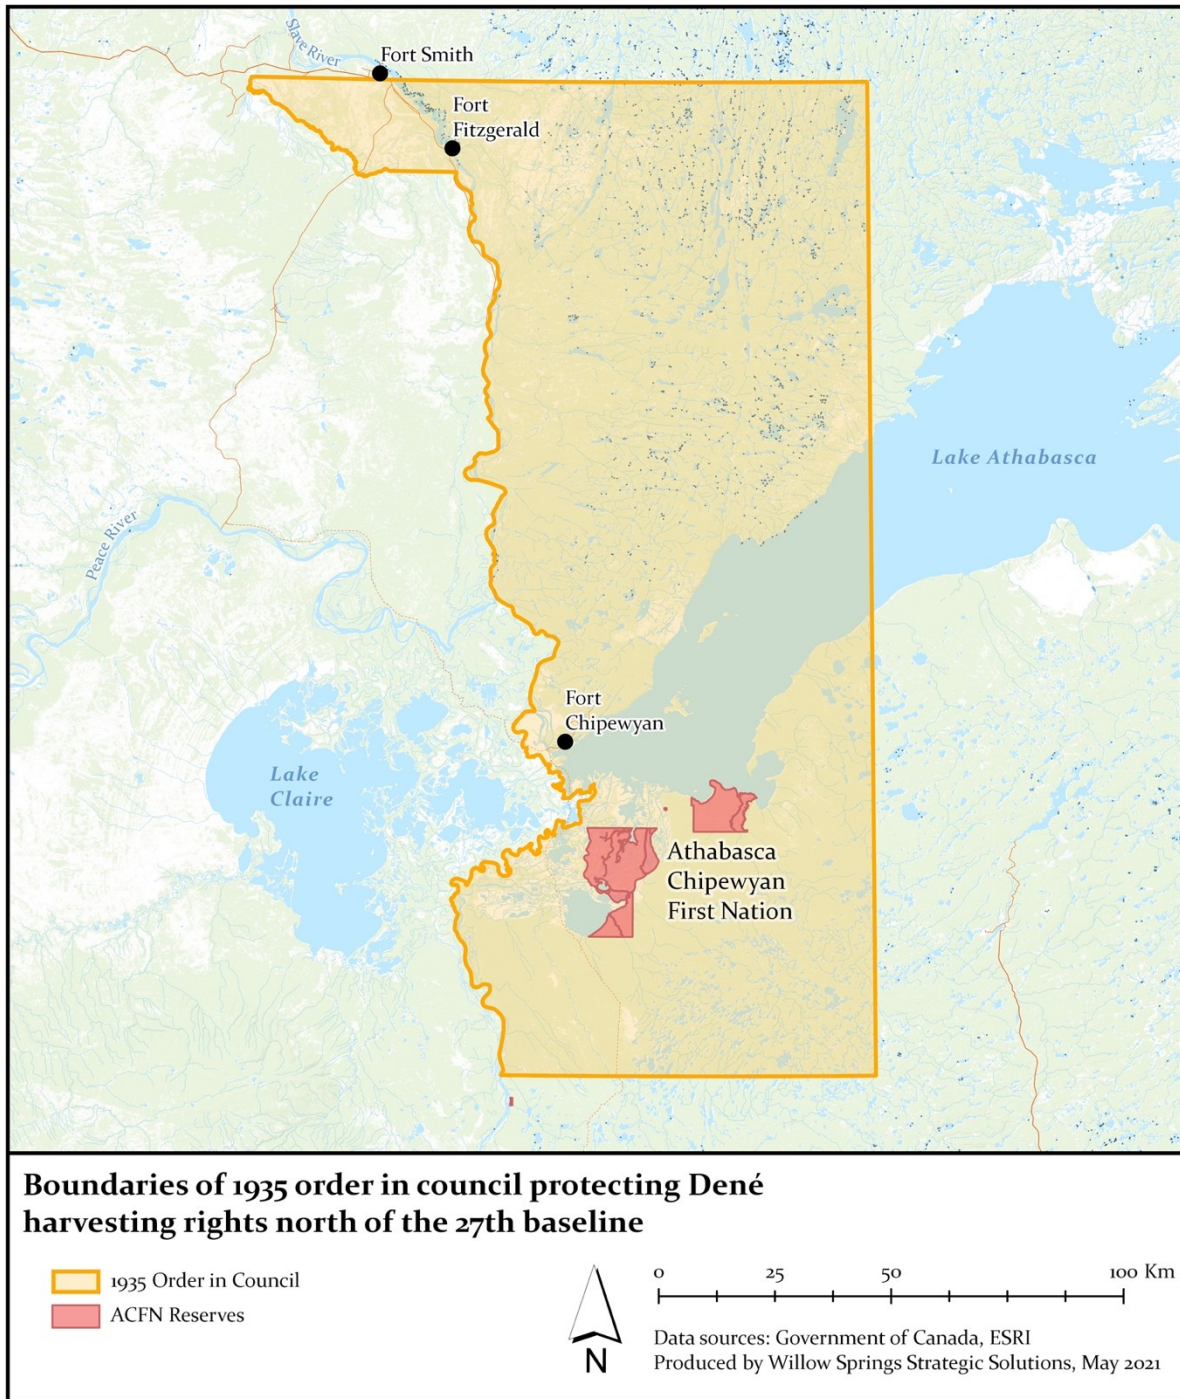 Slave River
Fort Smith
Fort
Fitzgerald
Lake Athabasca
Peace River
Fort
Chipewyan
Lake
Claire
Athabasca
Chipewyan
First Nation
Boundaries of 1935 order in council protecting Dené
harvesting rights north of the 27th baseline
1935 Order in Council
ACFN Reserves
N
0 25 50 100 Km
Data sources: Government of Canada, ESRI
Produced by Willow Springs Strategic Solutions, May 2021